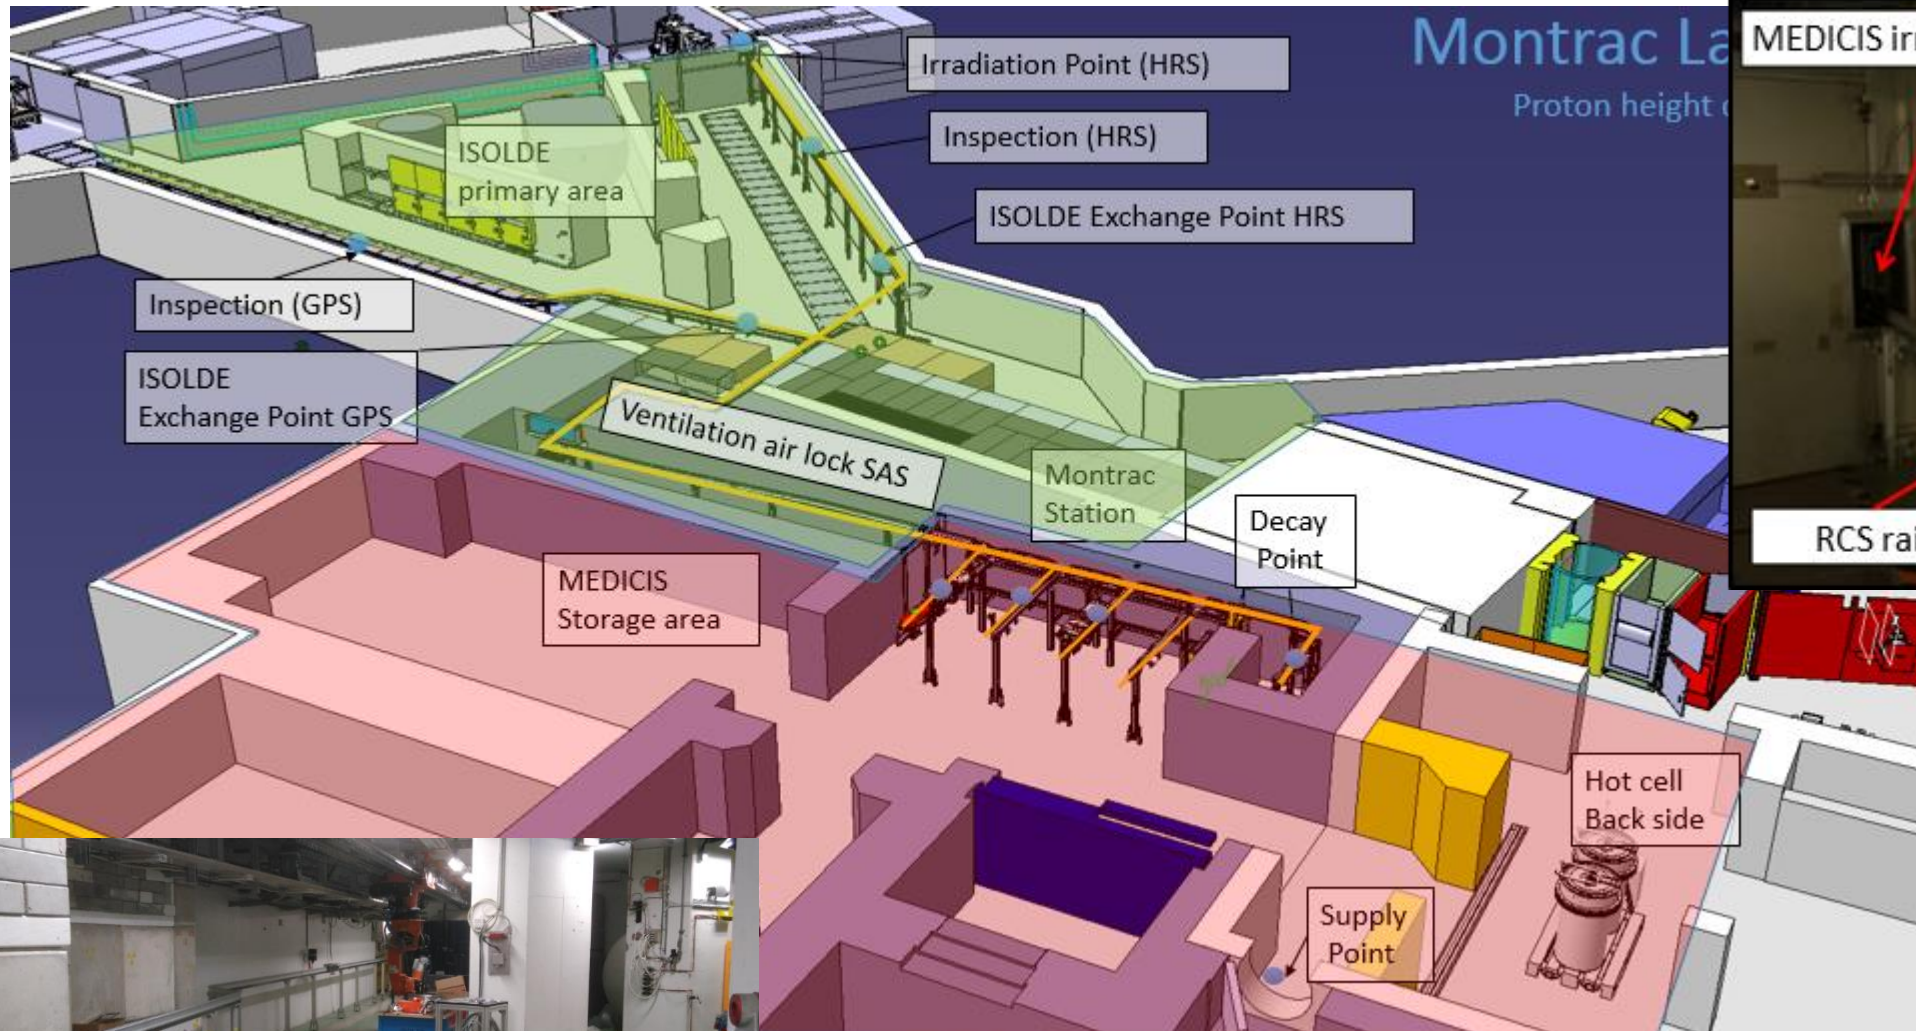 Montrac La
Proton height
MEDICIS
Irradiation Point (HRS)
Inspection (HRS)
ISOLDE
primary area
ISOLDE Exchange Point HRS
Inspection (GPS)
ISOLDE
Exchange Point GPS
Ventilation air lock SAS
Montrac
Station
Decay
Point
RCS
MEDICIS
Storage area
Hot cell
Back side
Supply
Point